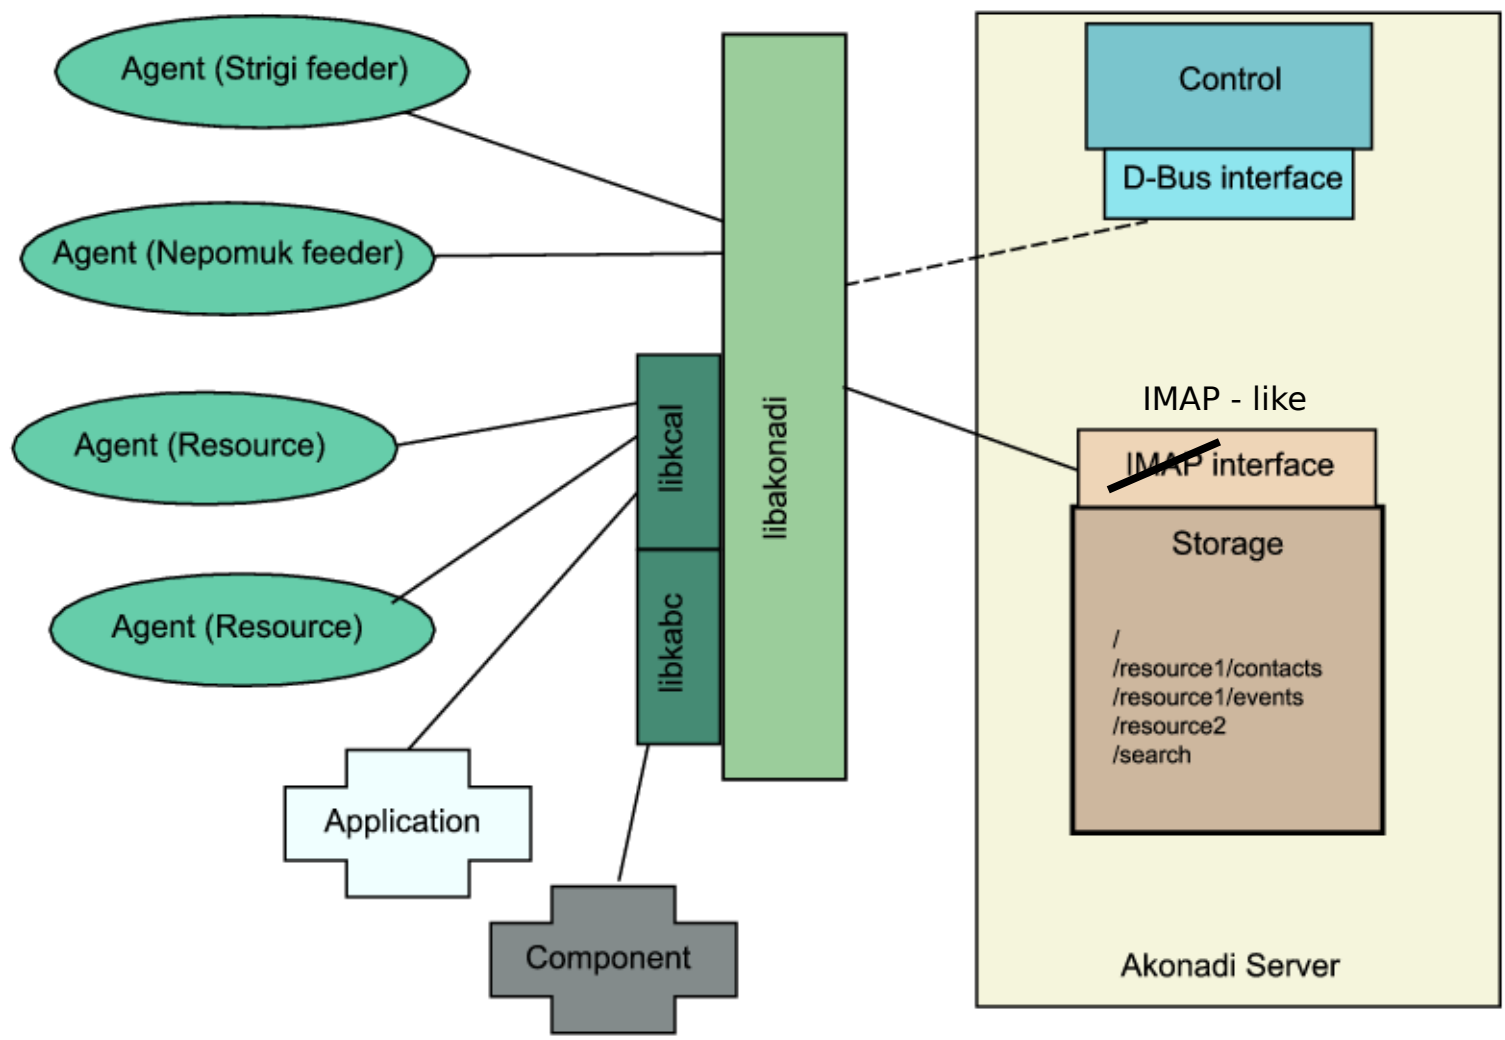 Agent (Strigi feeder)
Agent (Nepomuk feeder)
Agent (Resource)
Agent (Resource)
Application
Component
libkcal
libkabc
libakonadi
Control
D-Bus interface
IMAP - like
IMAP interface
Storage
/
/resource1/contacts
/resource1/events
/resource2
/search
Akonadi Server